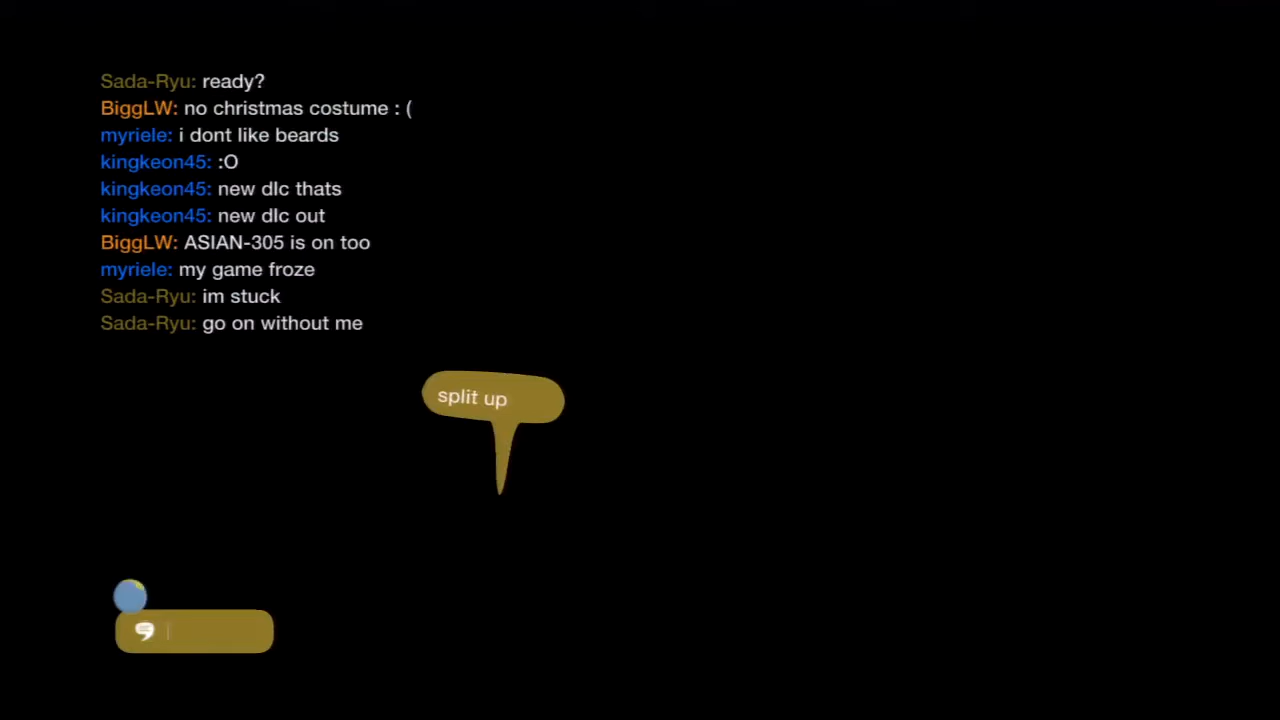 Sada-Ryu: ready?
BiggLW: no christmas costume : (
myriele: i dont like beards
kingkeon45: :O
kingkeon45: new dlc thats
kingkeon45: new dlc out
BiggLW: ASIAN-305 is on too
myriele: my game froze
Sada-Ryu: im stuck
Sada-Ryu: go on without me
split up